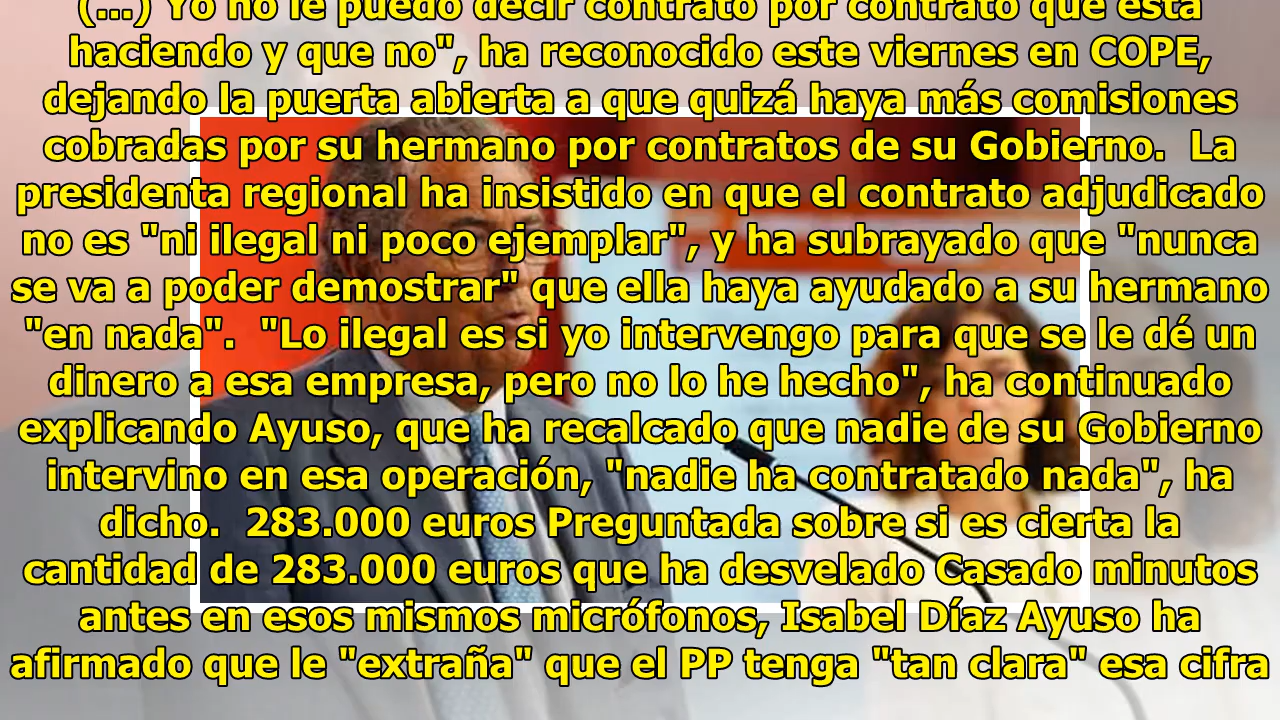 (...) Yo no le puedo decir contrato por contrato qué está
haciendo y que no", ha reconocido este viernes en COPE,
dejando la puerta abierta a que quizá haya más comisiones
cobradas por su hermano por contratos de su Gobierno. La
presidenta regional ha insistido en que el contrato adjudicado
no es "ni ilegal ni poco ejemplar", y ha subrayado que "nunca
se va a poder demostrar" que ella haya ayudado a su hermano
"en nada". "Lo ilegal es si yo intervengo para que se le dé un
dinero a esa empresa, pero no lo he hecho", ha continuado
explicando Ayuso, que ha recalcado que nadie de su Gobierno
intervino en esa operación, "nadie ha contratado nada", ha
dicho. 283.000 euros Preguntada sobre si es cierta la
cantidad de 283.000 euros que ha desvelado Casado minutos
antes en esos mismos micrófonos, Isabel Díaz Ayuso ha
afirmado que le "extraña" que el PP tenga "tan clara" esa cifra